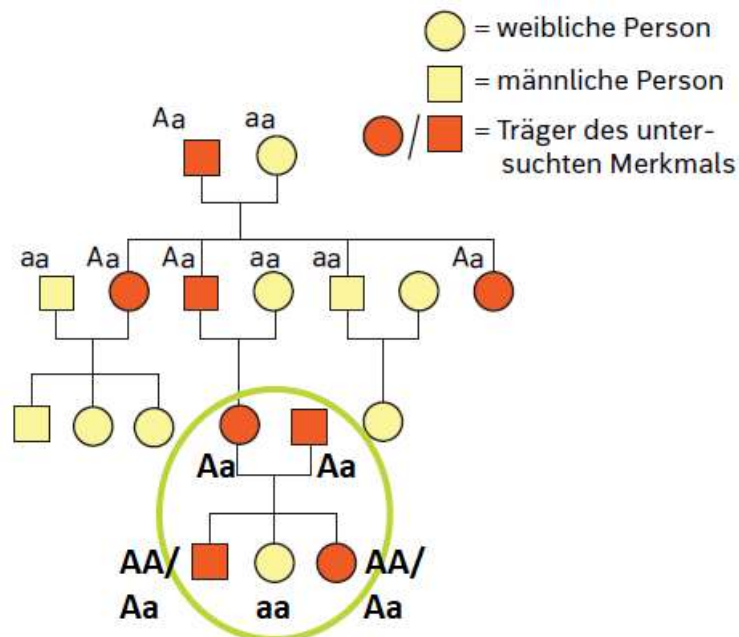 = weibliche Person
= männliche Person
/ = Träger des unter-
suchten Merkmals
Aa aa
aa Aa Aa aa aa Aa
Aa Aa
AA/ AA/
Aa aa Aa